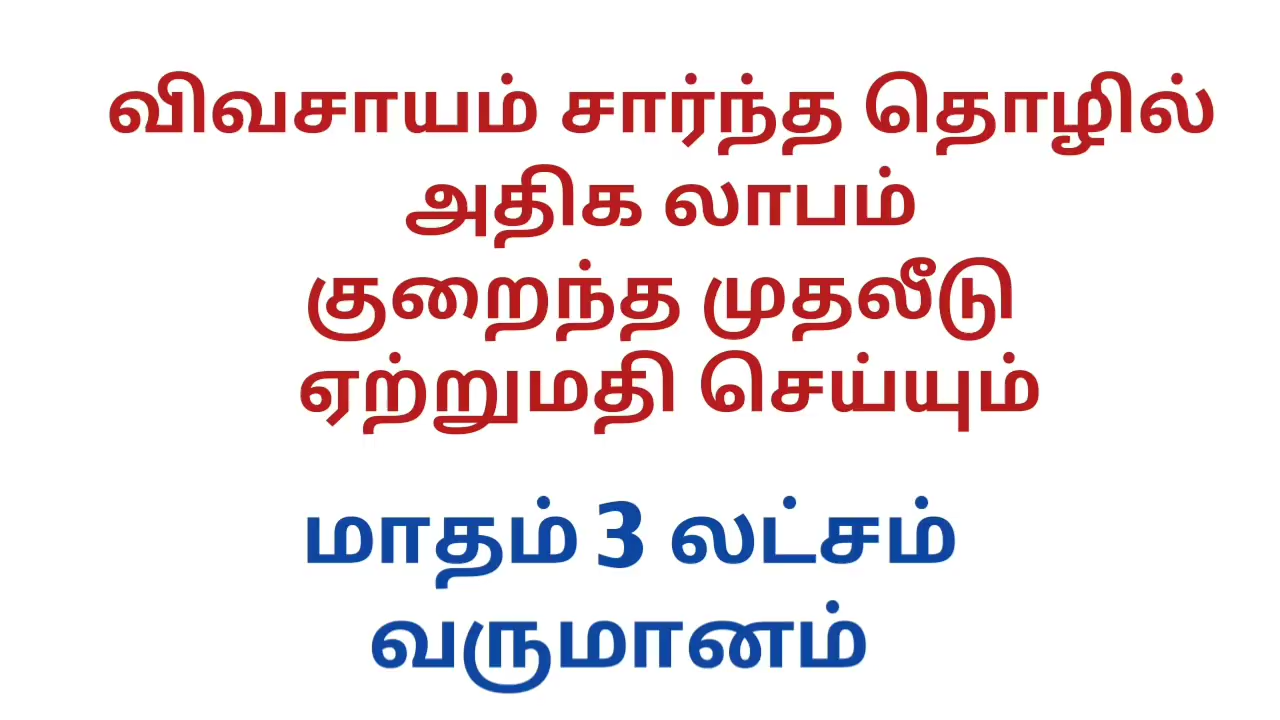 விவசாயம் சார்ந்த தொழில்
அதிக லாபம்
குறைந்த முதலீடு
ஏற்றுமதி செய்யும்
மாதம் 3 லட்சம்
வருமானம்